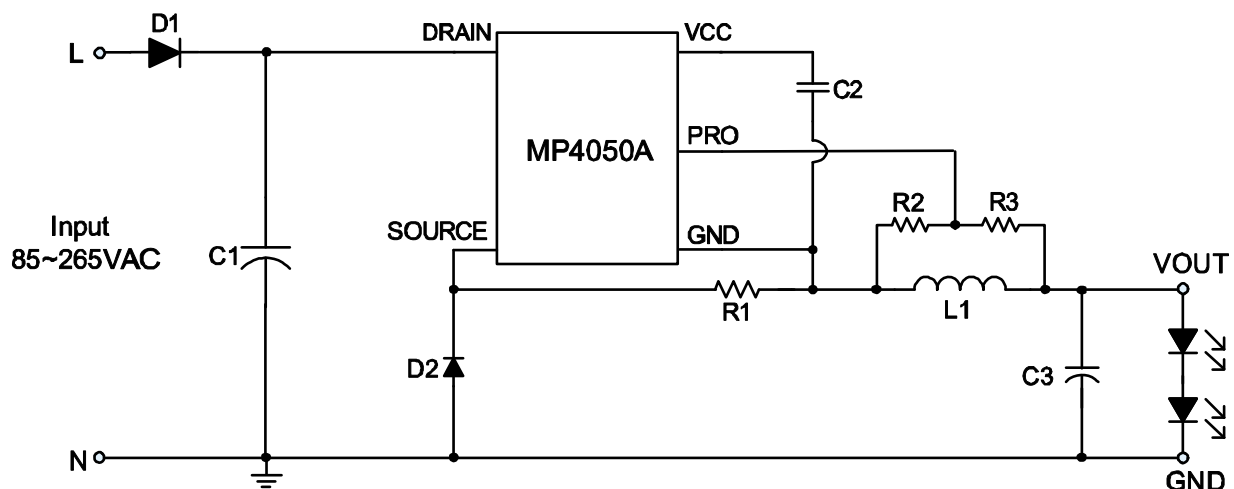 D1
L
DRAIN
VCC
C2
MP4050A
PRO
R2
R3
Input
85~265VAC
C1
SOURCE
GND
VOUT
R1
L1
D2
C3
N
GND